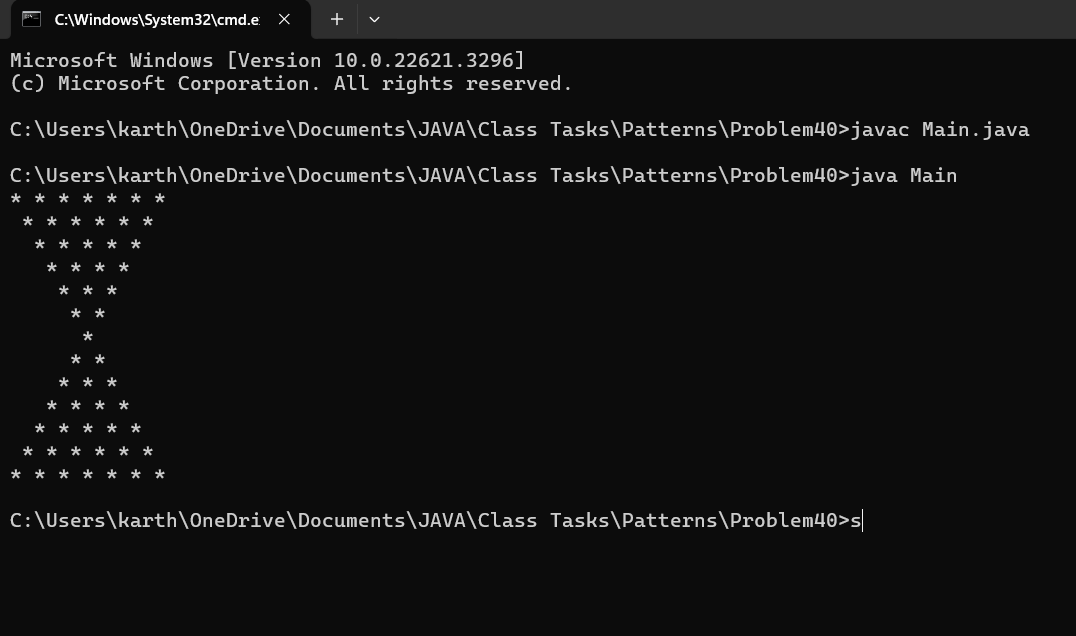 C:\Windows\System32\cmd.e
Microsoft Windows [Version 10.0.22621.3296]
(c) Microsoft Corporation. All rights reserved.
C:\Users\karth\OneDrive\Documents\JAVA\Class Tasks\Patterns\Problem40>javac Main.java
C:\Users\karth\OneDrive\Documents\JAVA\Class Tasks\Patterns\Problem40>java Main
* * * * * * *
 * * * * * *
  * * * * *
   * * * *
    * * *
     * *
      *
     * *
    * * *
   * * * *
  * * * * *
 * * * * * *
* * * * * * *
C:\Users\karth\OneDrive\Documents\JAVA\Class Tasks\Patterns\Problem40>s